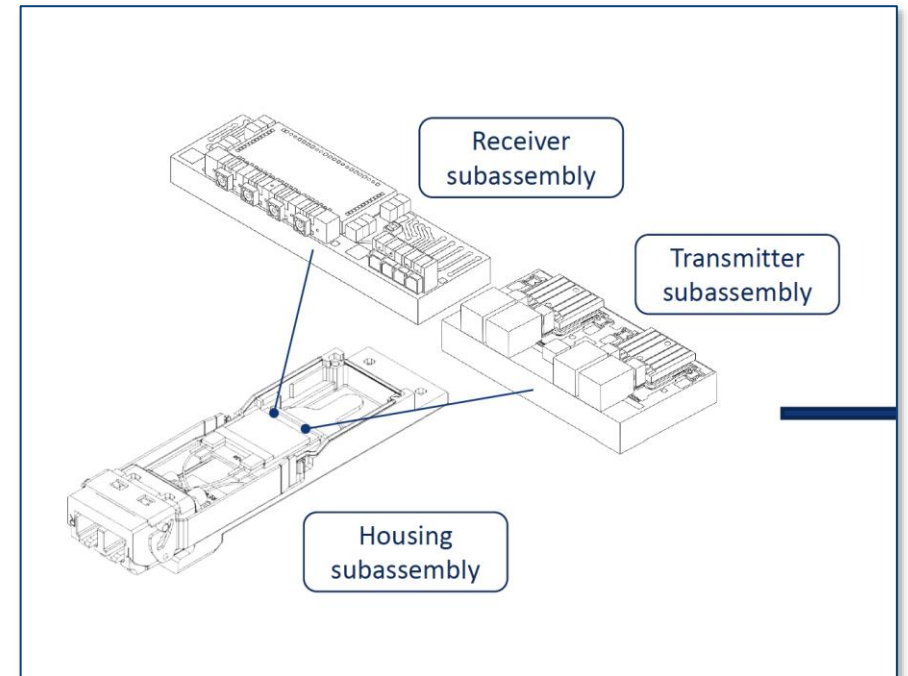 Receiver
subassembly
Transmitter
subassembly
Housing
subassembly